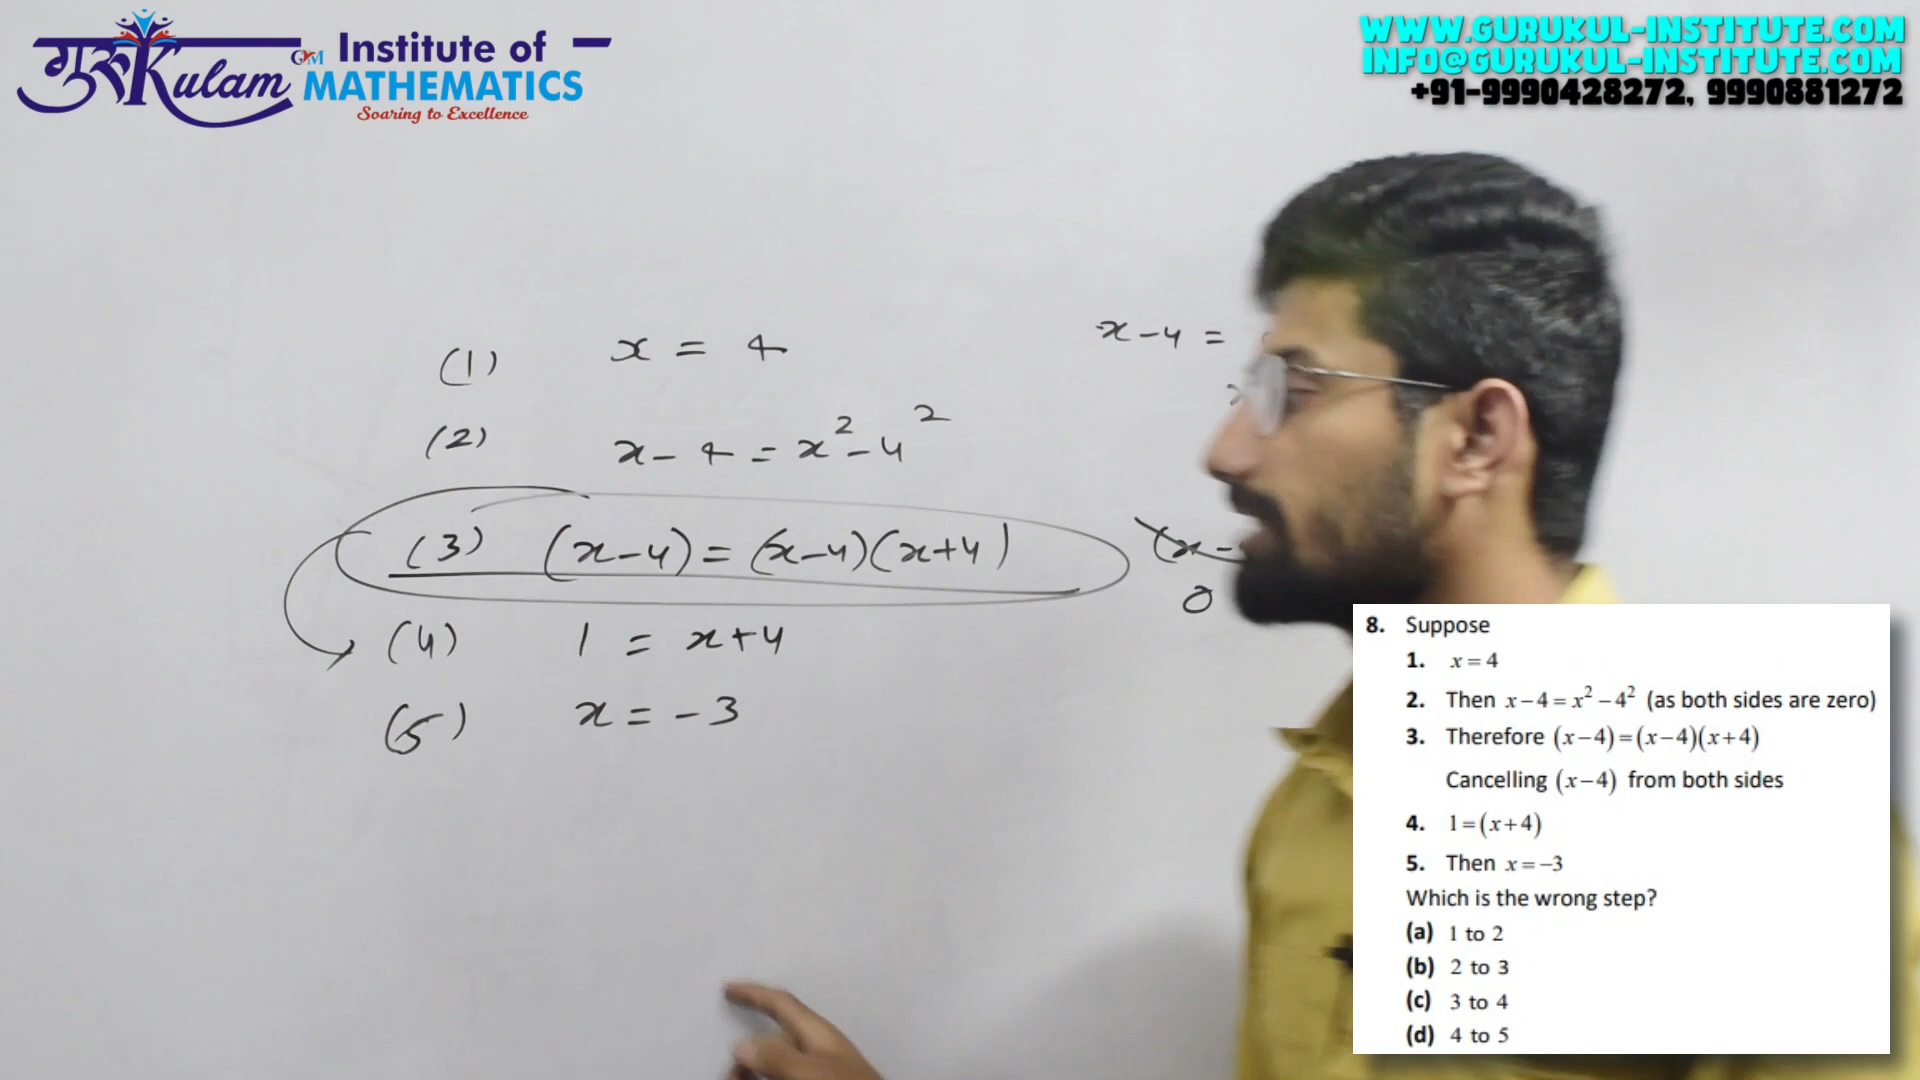 गुरुKulam GIM Institute of
MATHEMATICS
Soaring to Excellence
WWW.GURUKUL-INSTITUTE.COM
INFO@GURUKUL-INSTITUTE.COM
+91-9990428272, 9990881272
(1) x = 4
(2) x - 4 = x² - 4²
(3) (x-4) = (x-4)(x+4)
(4) 1 = x+4
(5) x = -3
x-4 =
(x-
0
8. Suppose
1. x = 4
2. Then x - 4 = x² - 4² (as both sides are zero)
3. Therefore (x-4) = (x-4)(x+4)
Cancelling (x-4) from both sides
4. 1 = (x+4)
5. Then x = -3
Which is the wrong step?
(a) 1 to 2
(b) 2 to 3
(c) 3 to 4
(d) 4 to 5